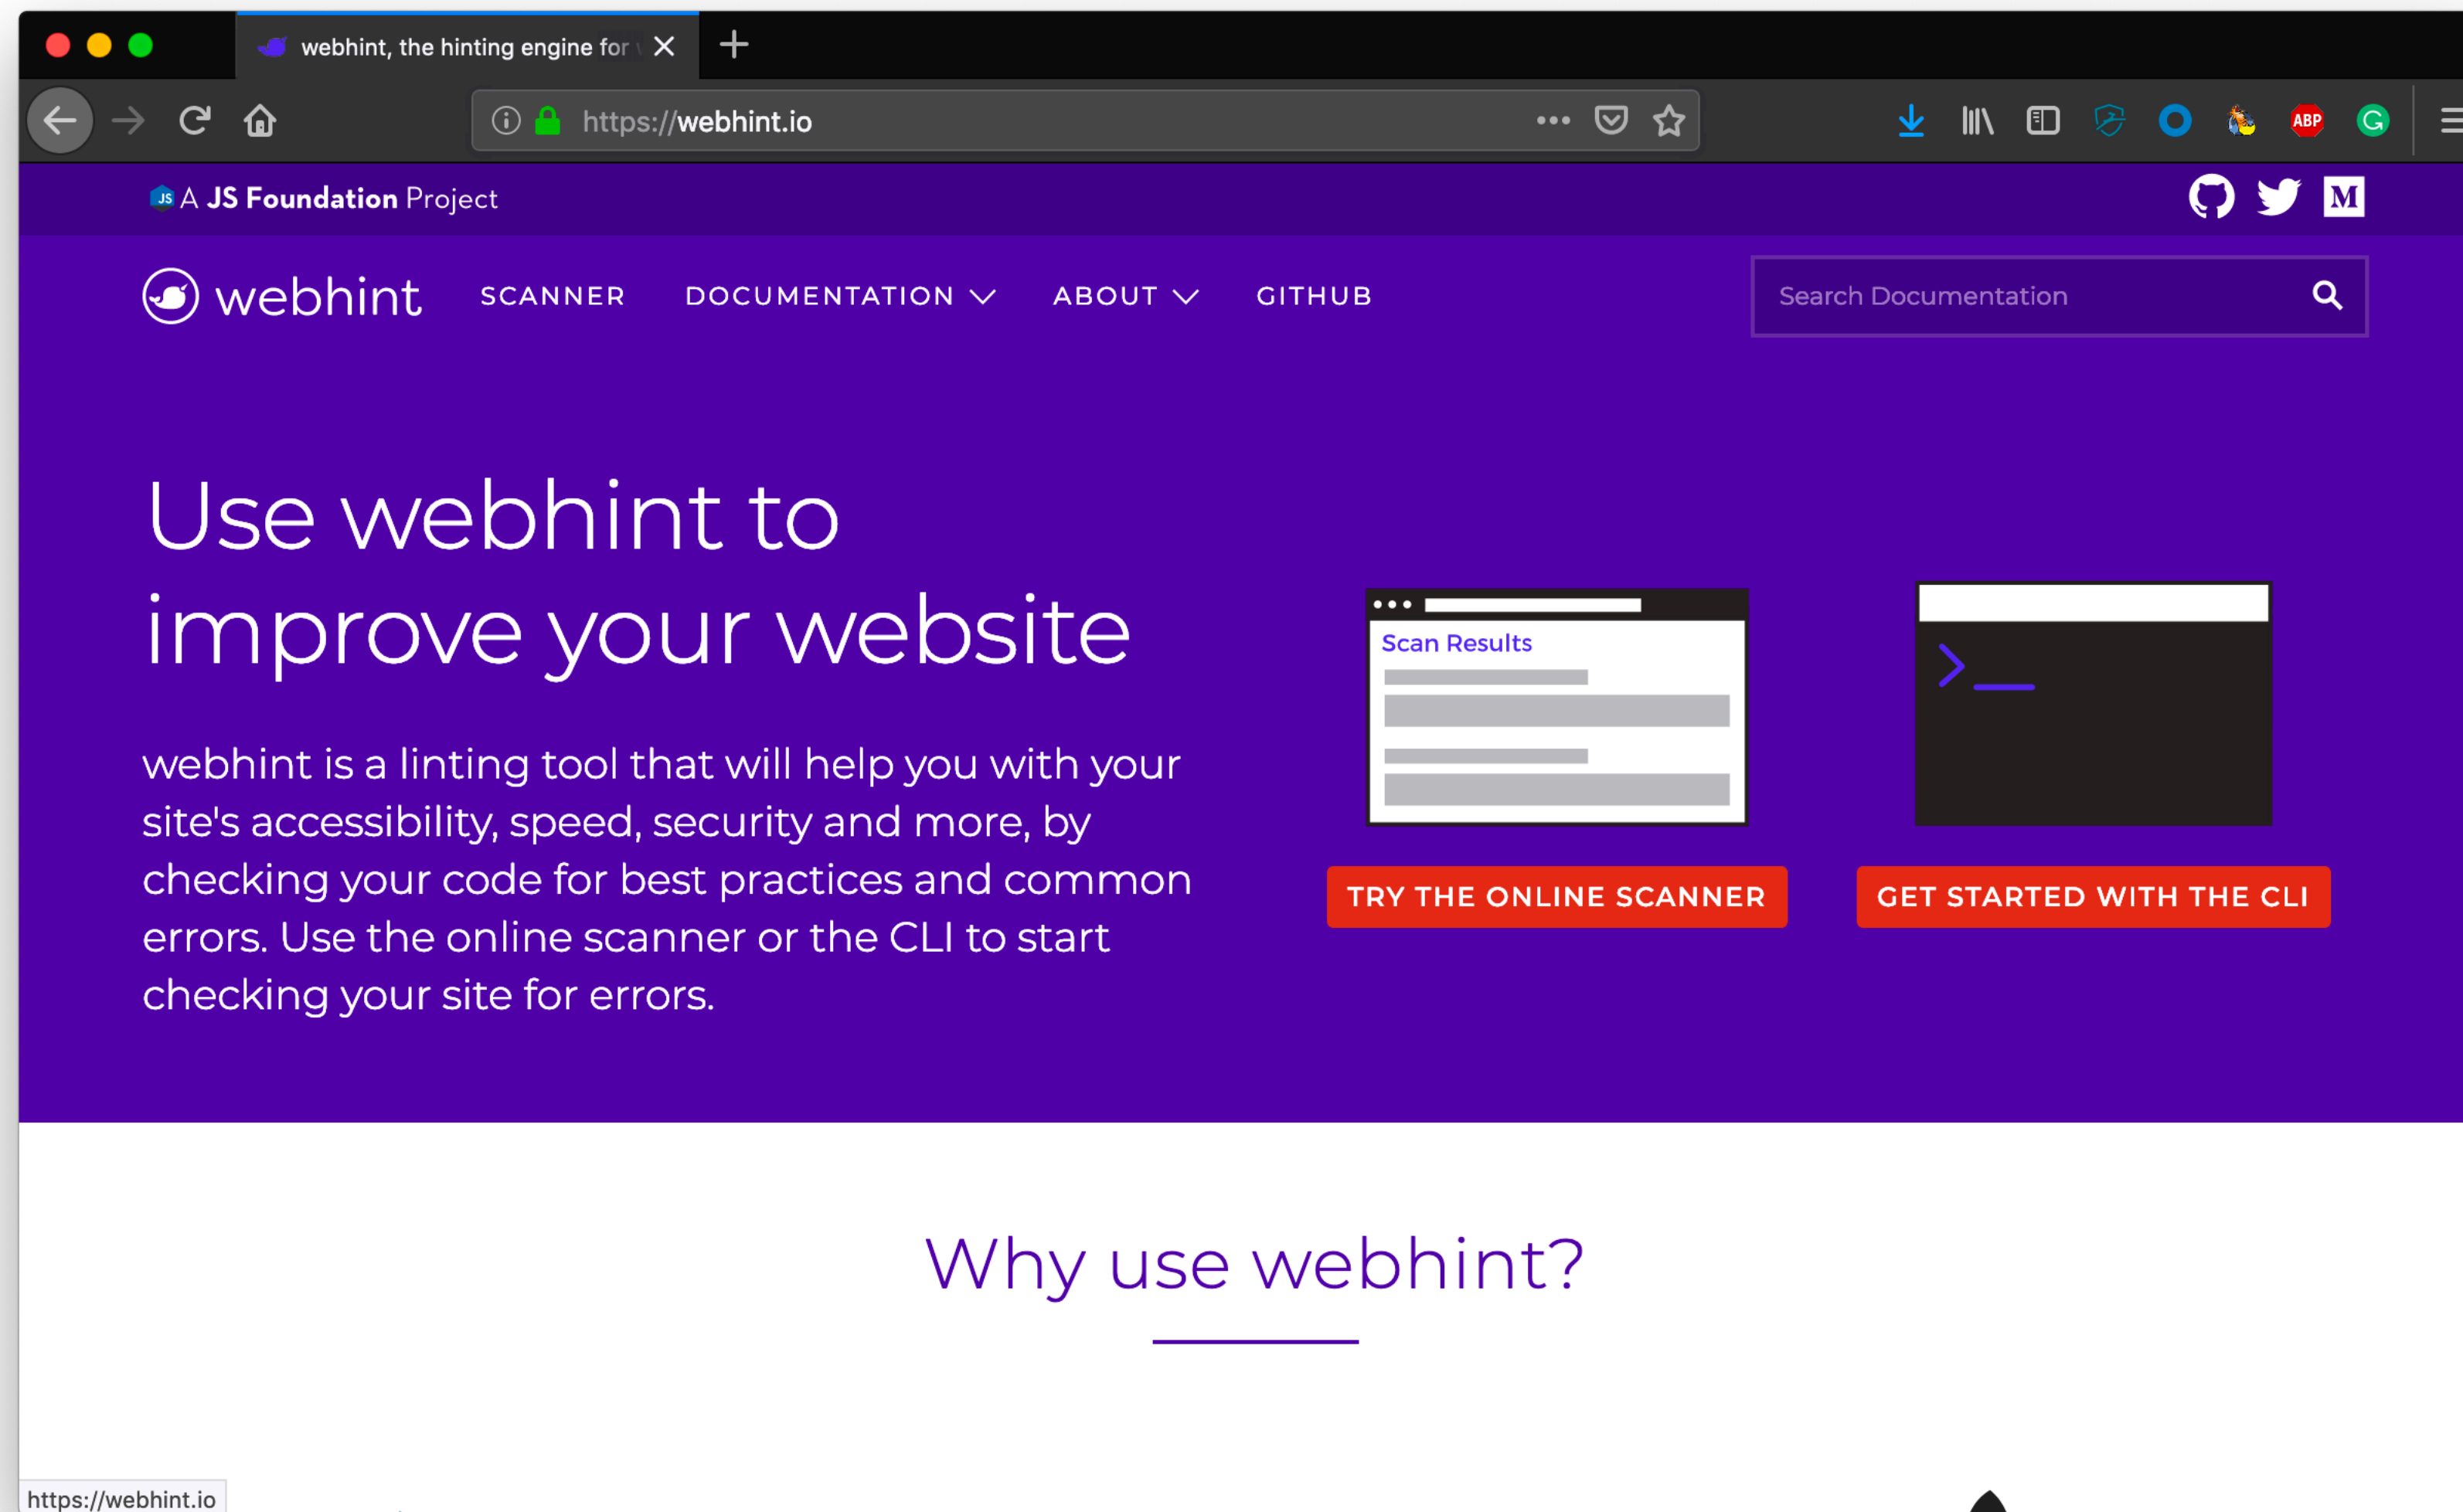 webhint, the hinting engine for
https://webhint.io
ABP
G
JS A JS Foundation Project
M
webhint SCANNER DOCUMENTATION ABOUT GITHUB
Search Documentation
Use webhint to
improve your website
webhint is a linting tool that will help you with your
site's accessibility, speed, security and more, by
checking your code for best practices and common
errors. Use the online scanner or the CLI to start
checking your site for errors.
Scan Results
TRY THE ONLINE SCANNER
GET STARTED WITH THE CLI
Why use webhint?
https://webhint.io